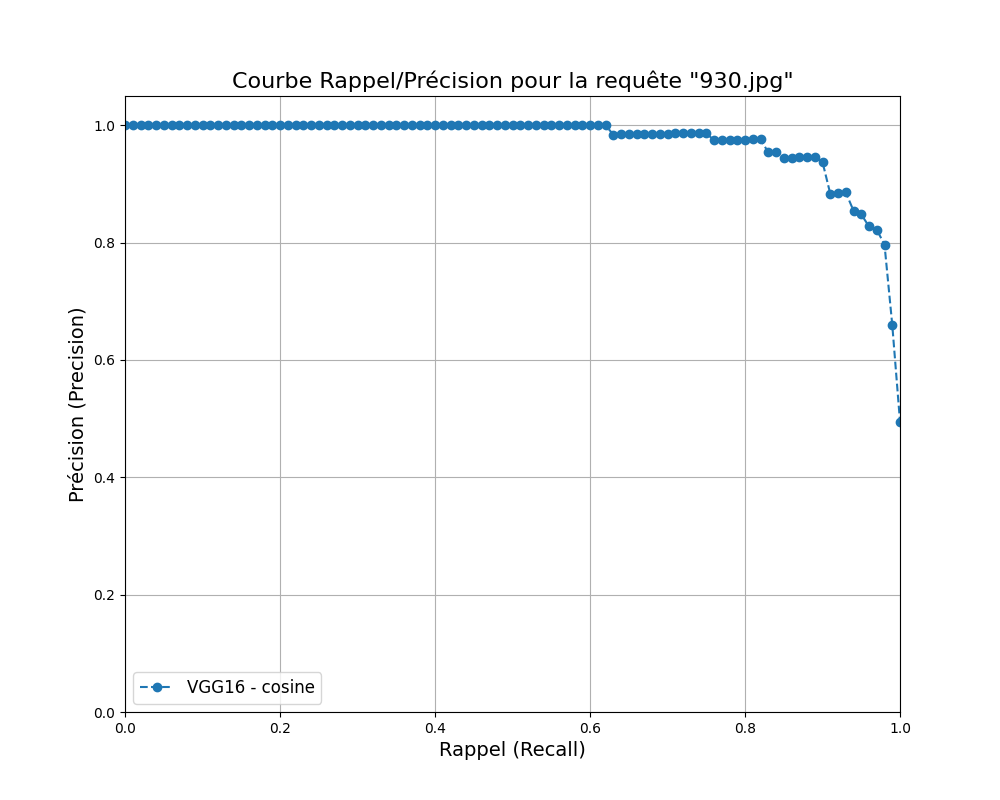 Courbe Rappel/Précision pour la requête "930.jpg"
1.0
0.8
0.6
0.4
0.2
0.0
Précision (Precision)
VGG16 - cosine
0.0 0.2 0.4 0.6 0.8 1.0
Rappel (Recall)